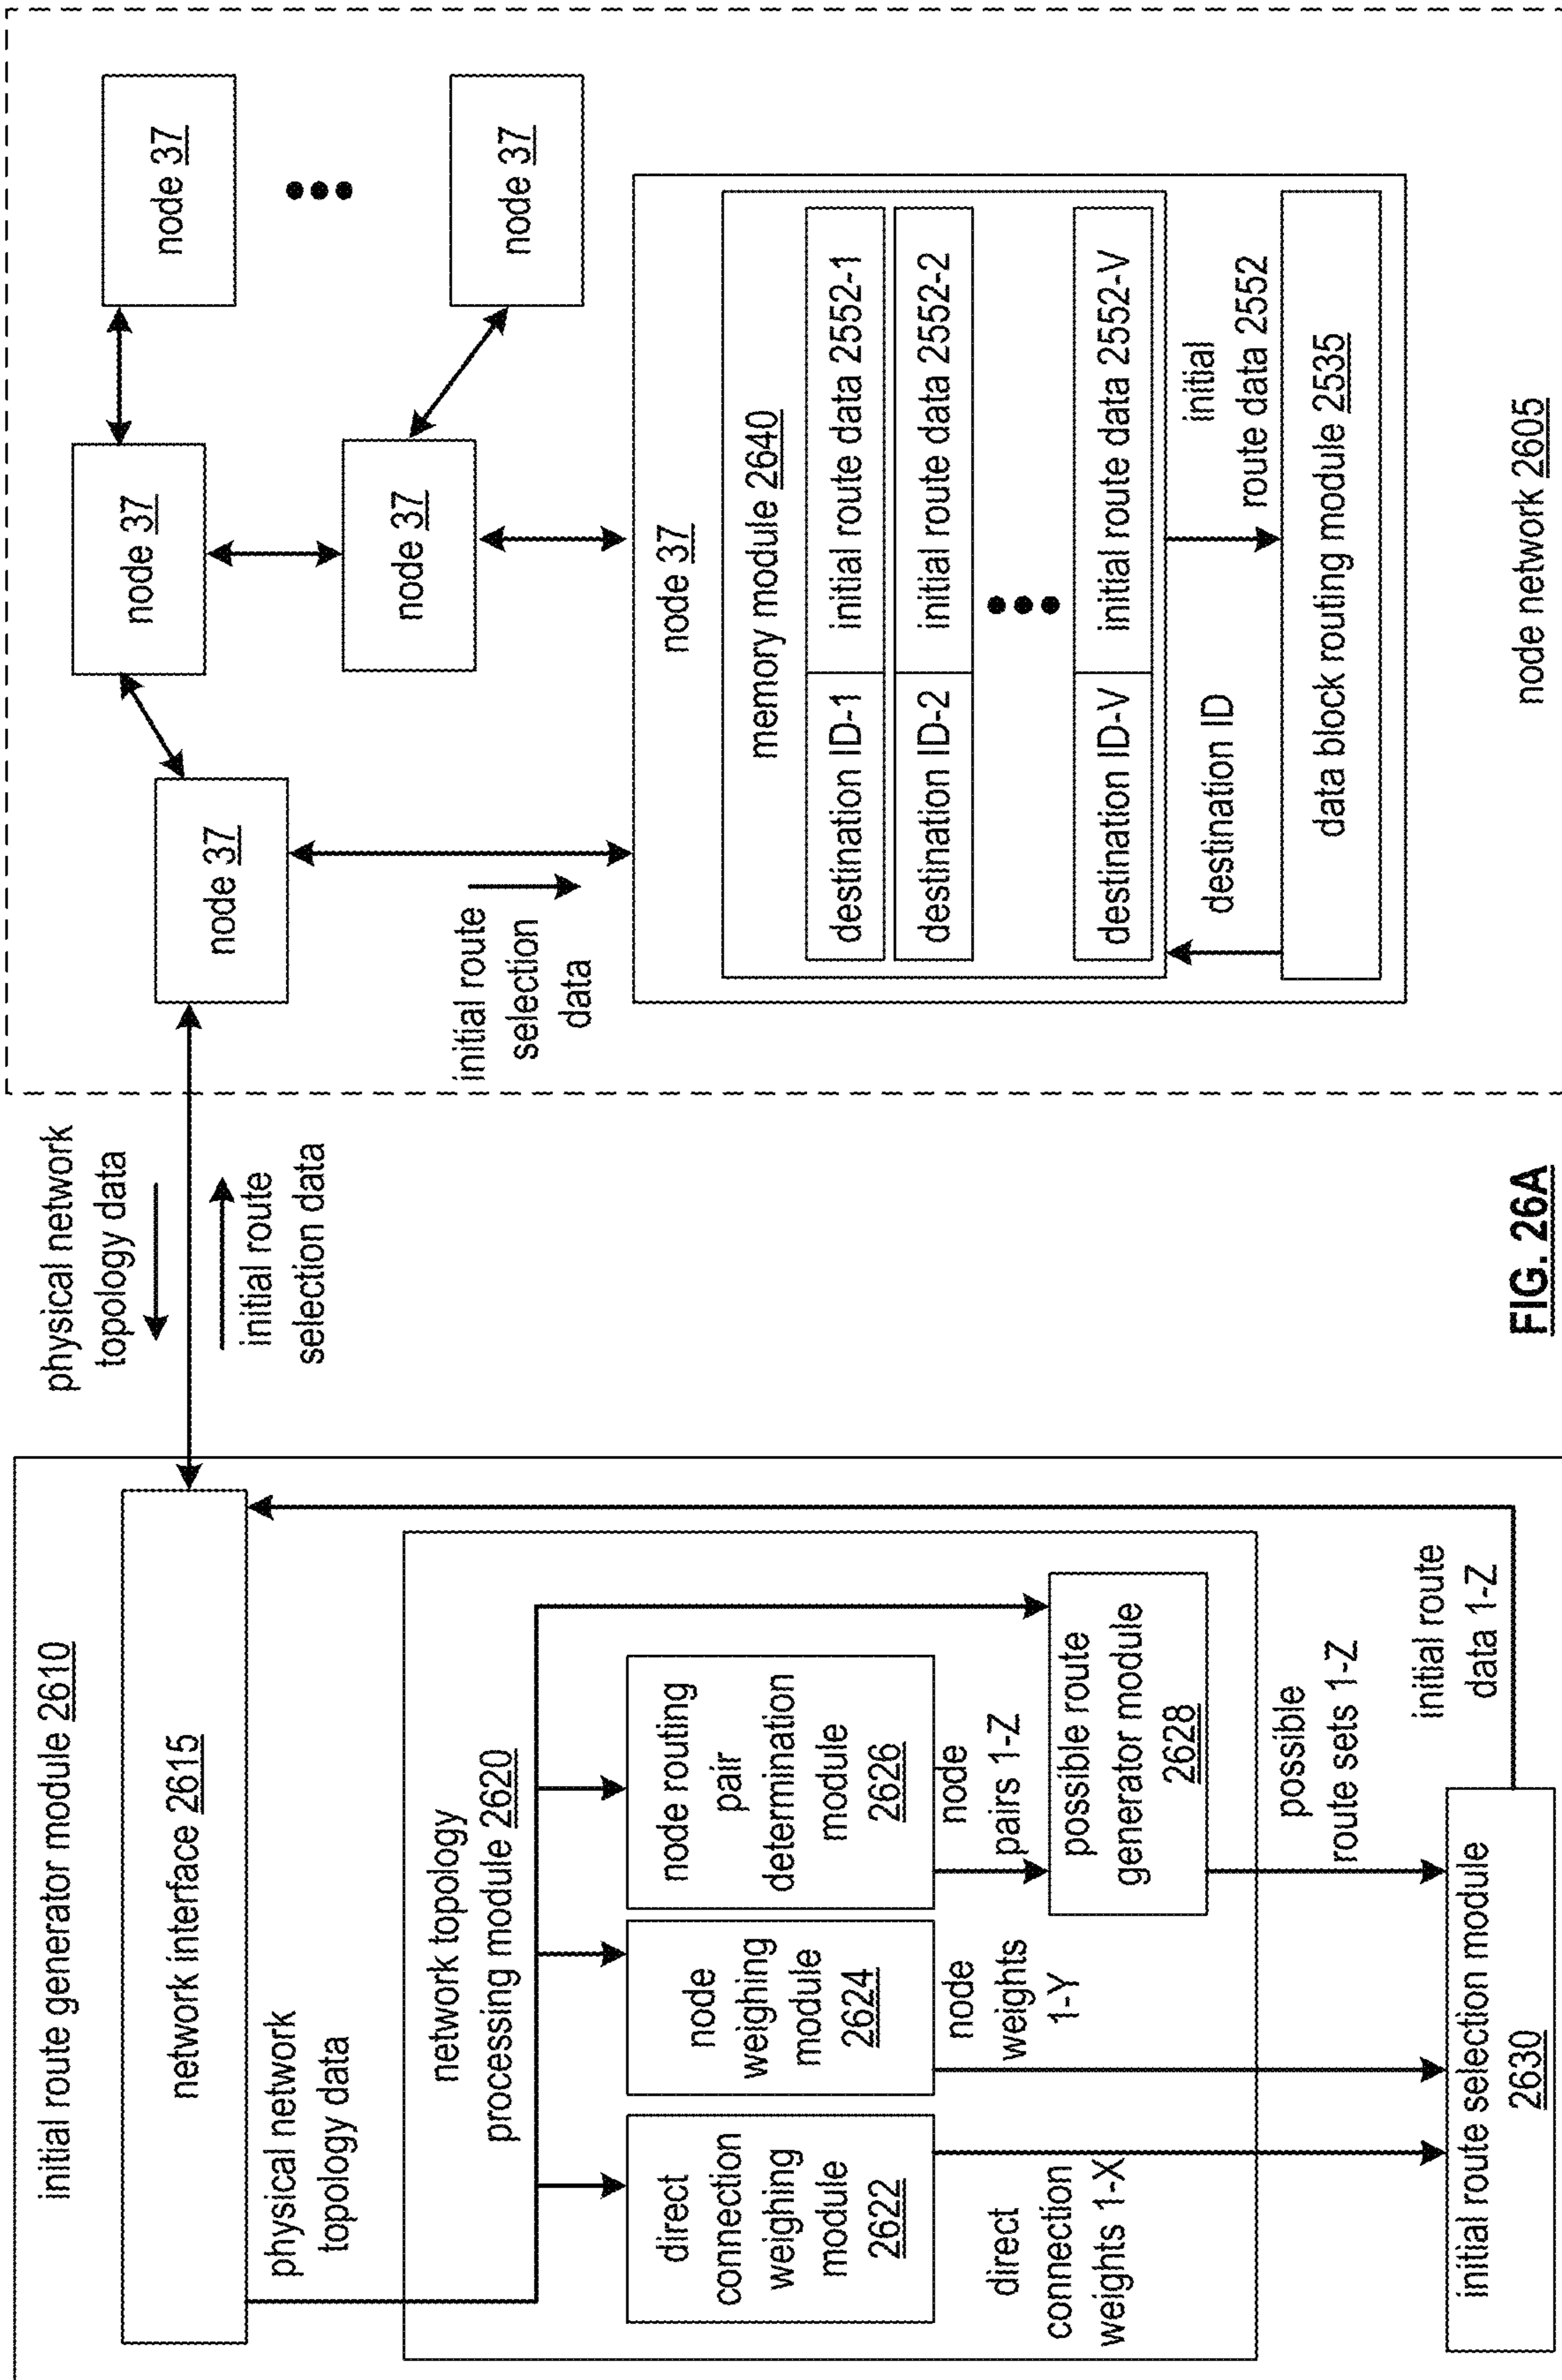 initial route generator module 2610
network interface 2615
physical network
topology data
network topology
processing module 2620
direct
connection
weighing
module
2622
node
weighing
module
2624
node routing
pair
determination
module
2626
direct
connection
weights 1-X
node
weights
1-Y
node
pairs 1-Z
possible route
generator module
2628
possible
route sets 1-Z
initial route
data 1-Z
initial route selection module
2630
physical network
topology data
initial route
selection data
FIG. 26A
node 37
node 37
node 37
node 37
node 37
initial route
selection
data
node 37
memory module 2640
destination ID-1
initial route data 2552-1
destination ID-2
initial route data 2552-2
destination ID-V
initial route data 2552-V
destination ID
initial
route data 2552
data block routing module 2535
node network 2605